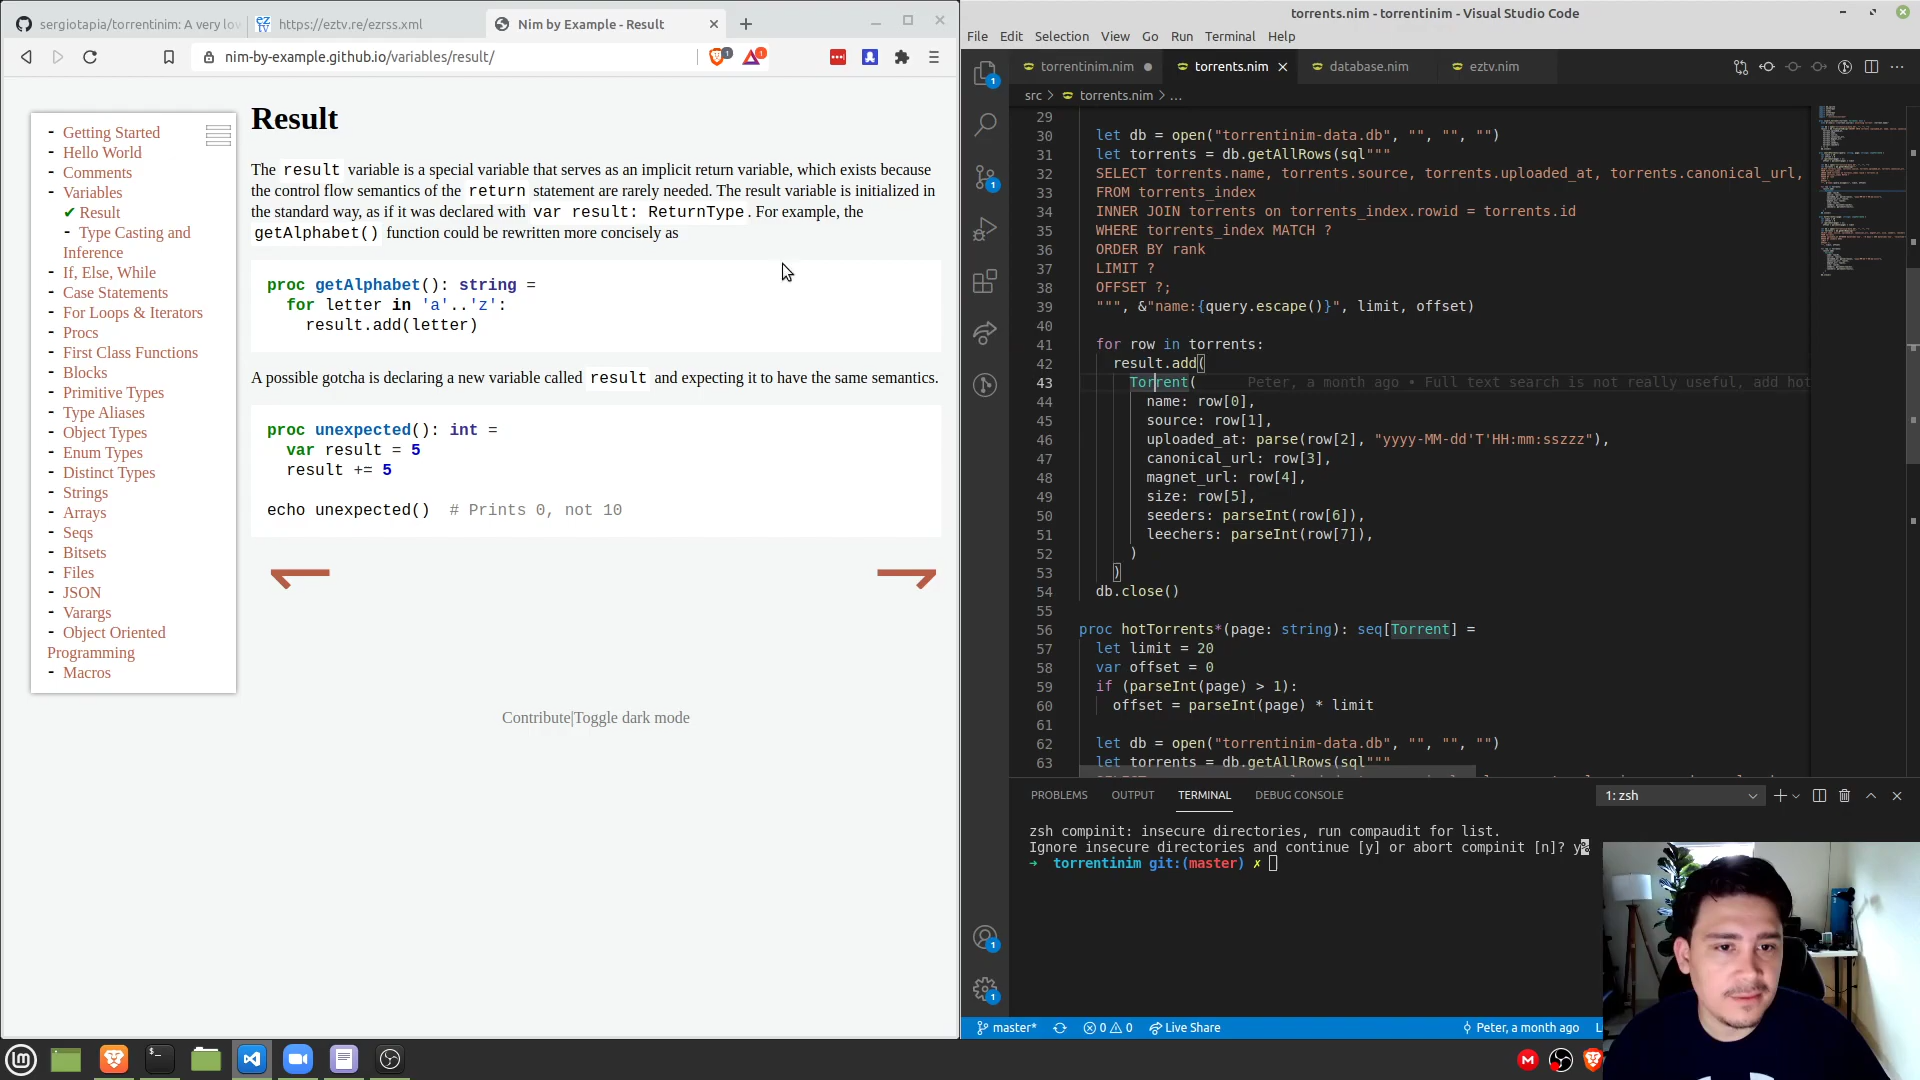 sergiotapia/torrentinim: A very lo
https://eztv.re/ezrss.xml
Nim by Example - Result
nim-by-example.github.io/variables/result/
1
1
- Getting Started
- Hello World
- Comments
- Variables
✔ Result
- Type Casting and
Inference
- If, Else, While
- Case Statements
- For Loops & Iterators
- Procs
- First Class Functions
- Blocks
- Primitive Types
- Type Aliases
- Object Types
- Enum Types
- Distinct Types
- Strings
- Arrays
- Seqs
- Bitsets
- Files
- JSON
- Varargs
- Object Oriented
Programming
- Macros
Result
The result variable is a special variable that serves as an implicit return variable, which exists because
the control flow semantics of the return statement are rarely needed. The result variable is initialized in
the standard way, as if it was declared with var result: ReturnType. For example, the
getAlphabet() function could be rewritten more concisely as
proc getAlphabet(): string =
for letter in 'a'..'z':
result.add(letter)
A possible gotcha is declaring a new variable called result and expecting it to have the same semantics.
proc unexpected(): int =
var result = 5
result += 5
echo unexpected()  # Prints 0, not 10
Contribute|Toggle dark mode
torrents.nim - torrentinim - Visual Studio Code
File Edit Selection View Go Run Terminal Help
torrentinim.nim
torrents.nim
database.nim
eztv.nim
src > torrents.nim > ...
29
30 let db = open("torrentinim-data.db", "", "", "")
31 let torrents = db.getAllRows(sql"""
32 SELECT torrents.name, torrents.source, torrents.uploaded_at, torrents.canonical_url,
33 FROM torrents_index
34 INNER JOIN torrents on torrents_index.rowid = torrents.id
35 WHERE torrents_index MATCH ?
36 ORDER BY rank
37 LIMIT ?
38 OFFSET ?;
39 """, &"name:{query.escape()}", limit, offset)
40
41 for row in torrents:
42 result.add(
43 Torrent( Peter, a month ago • Full text search is not really useful, add hot
44 name: row[0],
45 source: row[1],
46 uploaded_at: parse(row[2], "yyyy-MM-dd'T'HH:mm:sszzz"),
47 canonical_url: row[3],
48 magnet_url: row[4],
49 size: row[5],
50 seeders: parseInt(row[6]),
51 leechers: parseInt(row[7]),
52 )
53 )
54 db.close()
55
56 proc hotTorrents*(page: string): seq[Torrent] =
57 let limit = 20
58 var offset = 0
59 if (parseInt(page) > 1):
60 offset = parseInt(page) * limit
61
62 let db = open("torrentinim-data.db", "", "", "")
63 let torrents = db.getAllRows(sql"""
PROBLEMS OUTPUT TERMINAL DEBUG CONSOLE
1: zsh
zsh compinit: insecure directories, run compaudit for list.
Ignore insecure directories and continue [y] or abort compinit [n]? y%
➜ torrentinim git:(master) ✗
1
1
1
1
master* 0 0 Live Share
Peter, a month ago